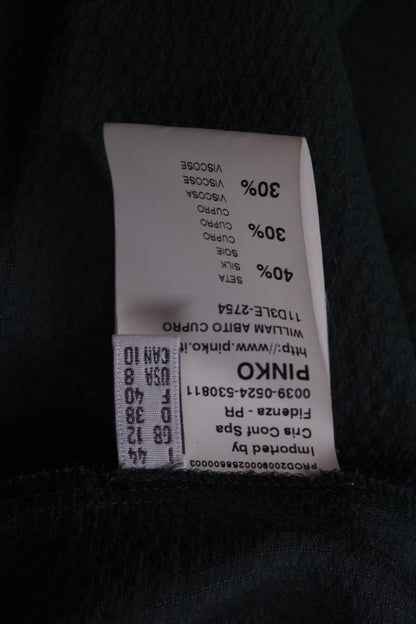 PROD2009000258600003
Imported by
Cris Conf Spa
Fidenza - PR
0039-0524-530811
PINKO
http://www.pinko.it
WILLIAM ABITO CUPRO
11D3LE-2754
40% SETA
SILK
SOIE
30% CUPRO
CUPRO
CUPRO
30% VISCOSA
VISCOSE
VISCOSE
I 44
GB 12
D 38
F 40
USA 8
CAN 10